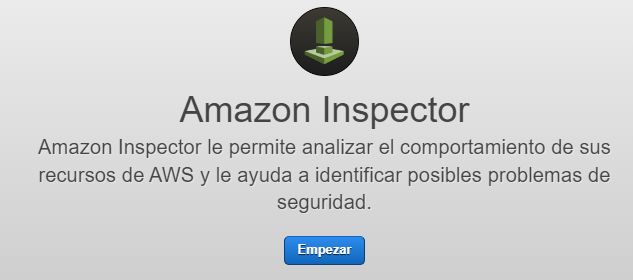 Amazon Inspector
Amazon Inspector le permite analizar el comportamiento de sus
recursos de AWS y le ayuda a identificar posibles problemas de
seguridad.
Empezar